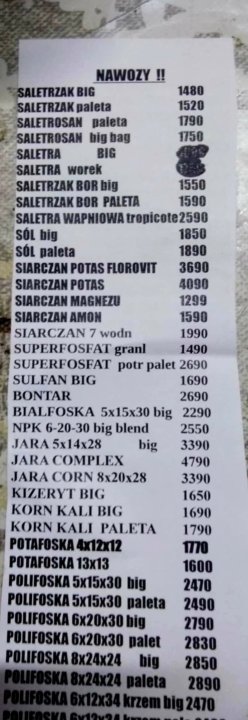 NAWOZY !!
SALETRZAK BIG 1480
SALETRZAK paleta 1520
SALETROSAN paleta 1790
SALETROSAN big bag 1750
SALETRA BIG
SALETRA worek
SALETRZAK BOR big 1550
SALETRZAK BOR PALETA 1590
SALETRA WAPNIOWA tropicote 2590
SÓL big 1850
SÓL paleta 1890
SIARCZAN POTAS FLOROVIT 3690
SIARCZAN POTAS 4090
SIARCZAN MAGNEZU 1299
SIARCZAN AMON 1590
SIARCZAN 7 wodn 1990
SUPERFOSFAT granl 1490
SUPERFOSFAT potr palet 2690
SULFAN BIG 1690
BONTAR 2690
BIALFOSKA 5x15x30 big 2290
NPK 6-20-30 big blend 2550
JARA 5x14x28 big 3390
JARA COMPLEX 4790
JARA CORN 8x20x28 3390
KIZERYT BIG 1650
KORN KALI BIG 1690
KORN KALI PALETA 1790
POTAFOSKA 4x12x12 1770
POTAFOSKA 13x13 1600
POLIFOSKA 5x15x30 big 2470
POLIFOSKA 5x15x30 paleta 2490
POLIFOSKA 6x20x30 big 2790
POLIFOSKA 6x20x30 palet 2830
POLIFOSKA 8x24x24 big 2850
POLIFOSKA 8x24x24 paleta 2890
POLIFOSKA 6x12x34 krzem big 2470